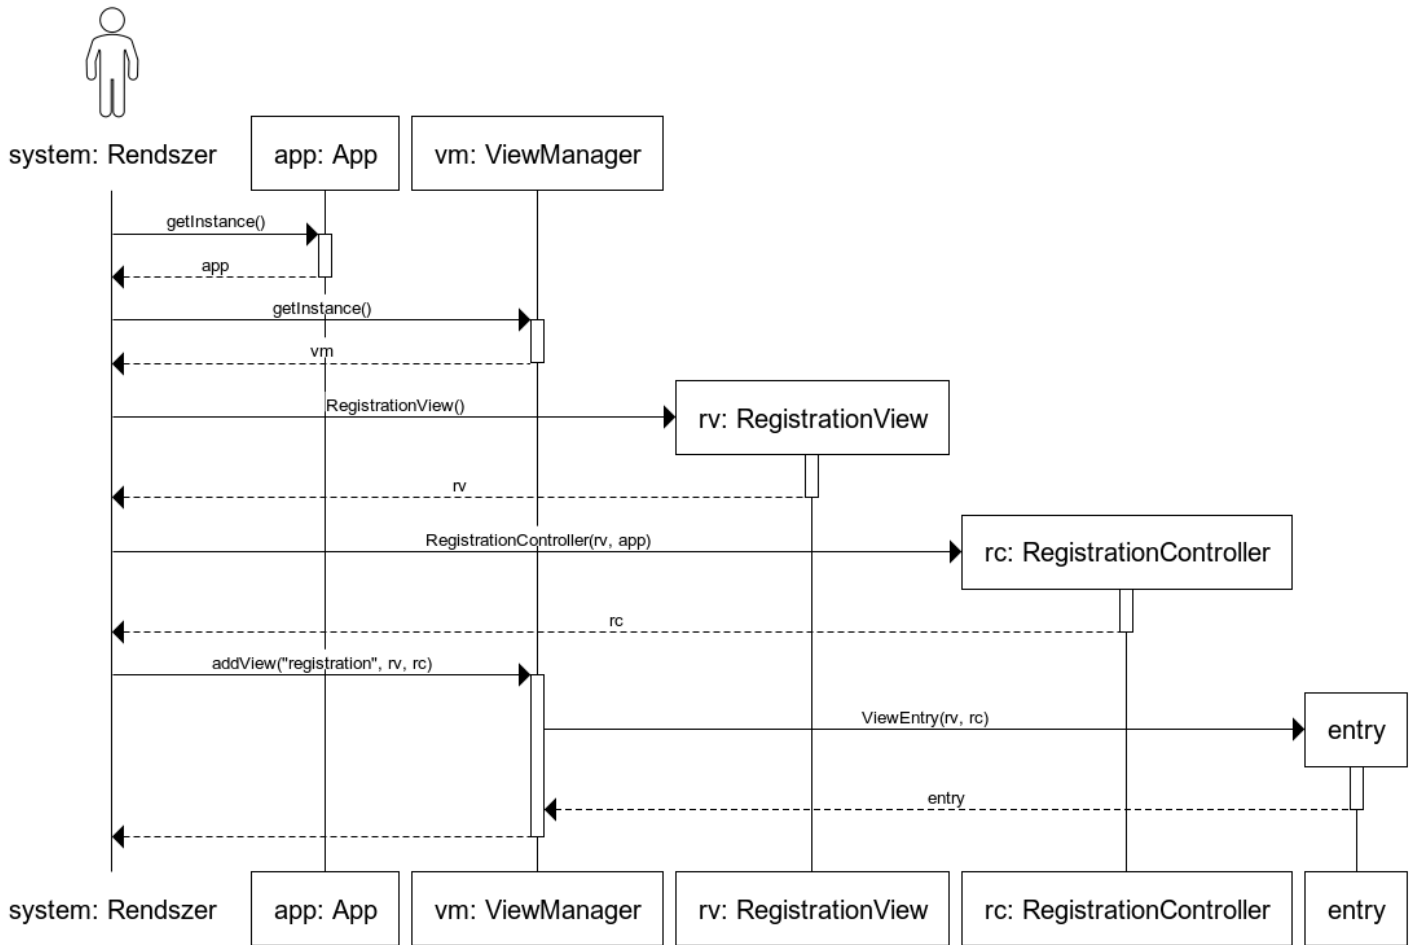 system: Rendszer
app: App
vm: ViewManager
getInstance()
app
getInstance()
vm
RegistrationView()
rv: RegistrationView
rv
RegistrationController(rv, app)
rc: RegistrationController
rc
addView("registration", rv, rc)
ViewEntry(rv, rc)
entry
entry
system: Rendszer
app: App
vm: ViewManager
rv: RegistrationView
rc: RegistrationController
entry